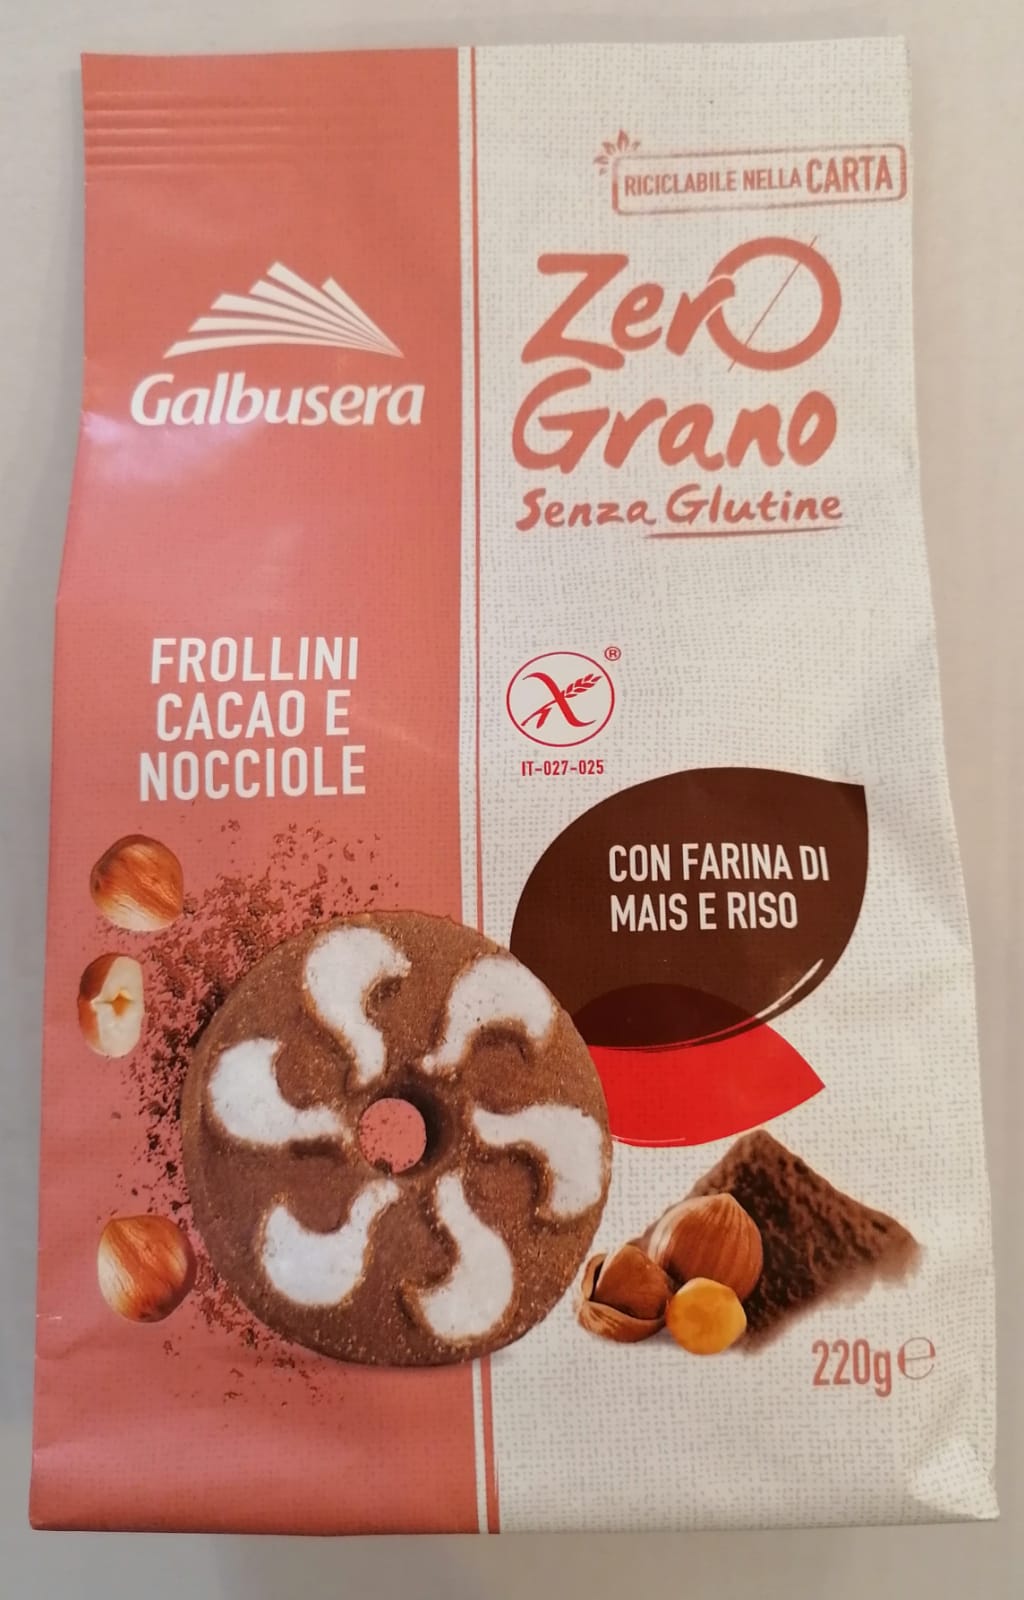 RICICLABILE NELLA CARTA
Galbusera
Zero
Grano
Senza Glutine
FROLLINI
CACAO E
NOCCIOLE
®
IT-027-025
CON FARINA DI
MAIS E RISO
220g ℮